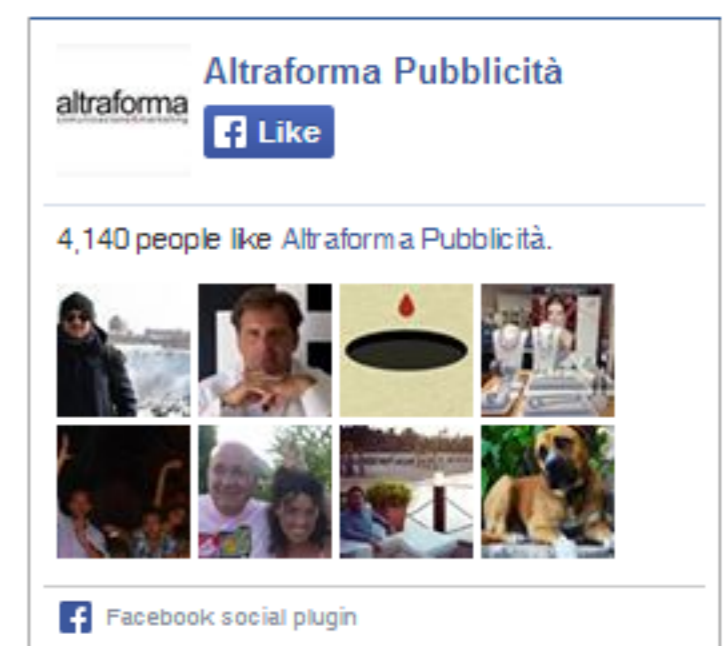 altraforma
Altraforma Pubblicità
Like
4,140 people like Altraforma Pubblicità.
Facebook social plugin